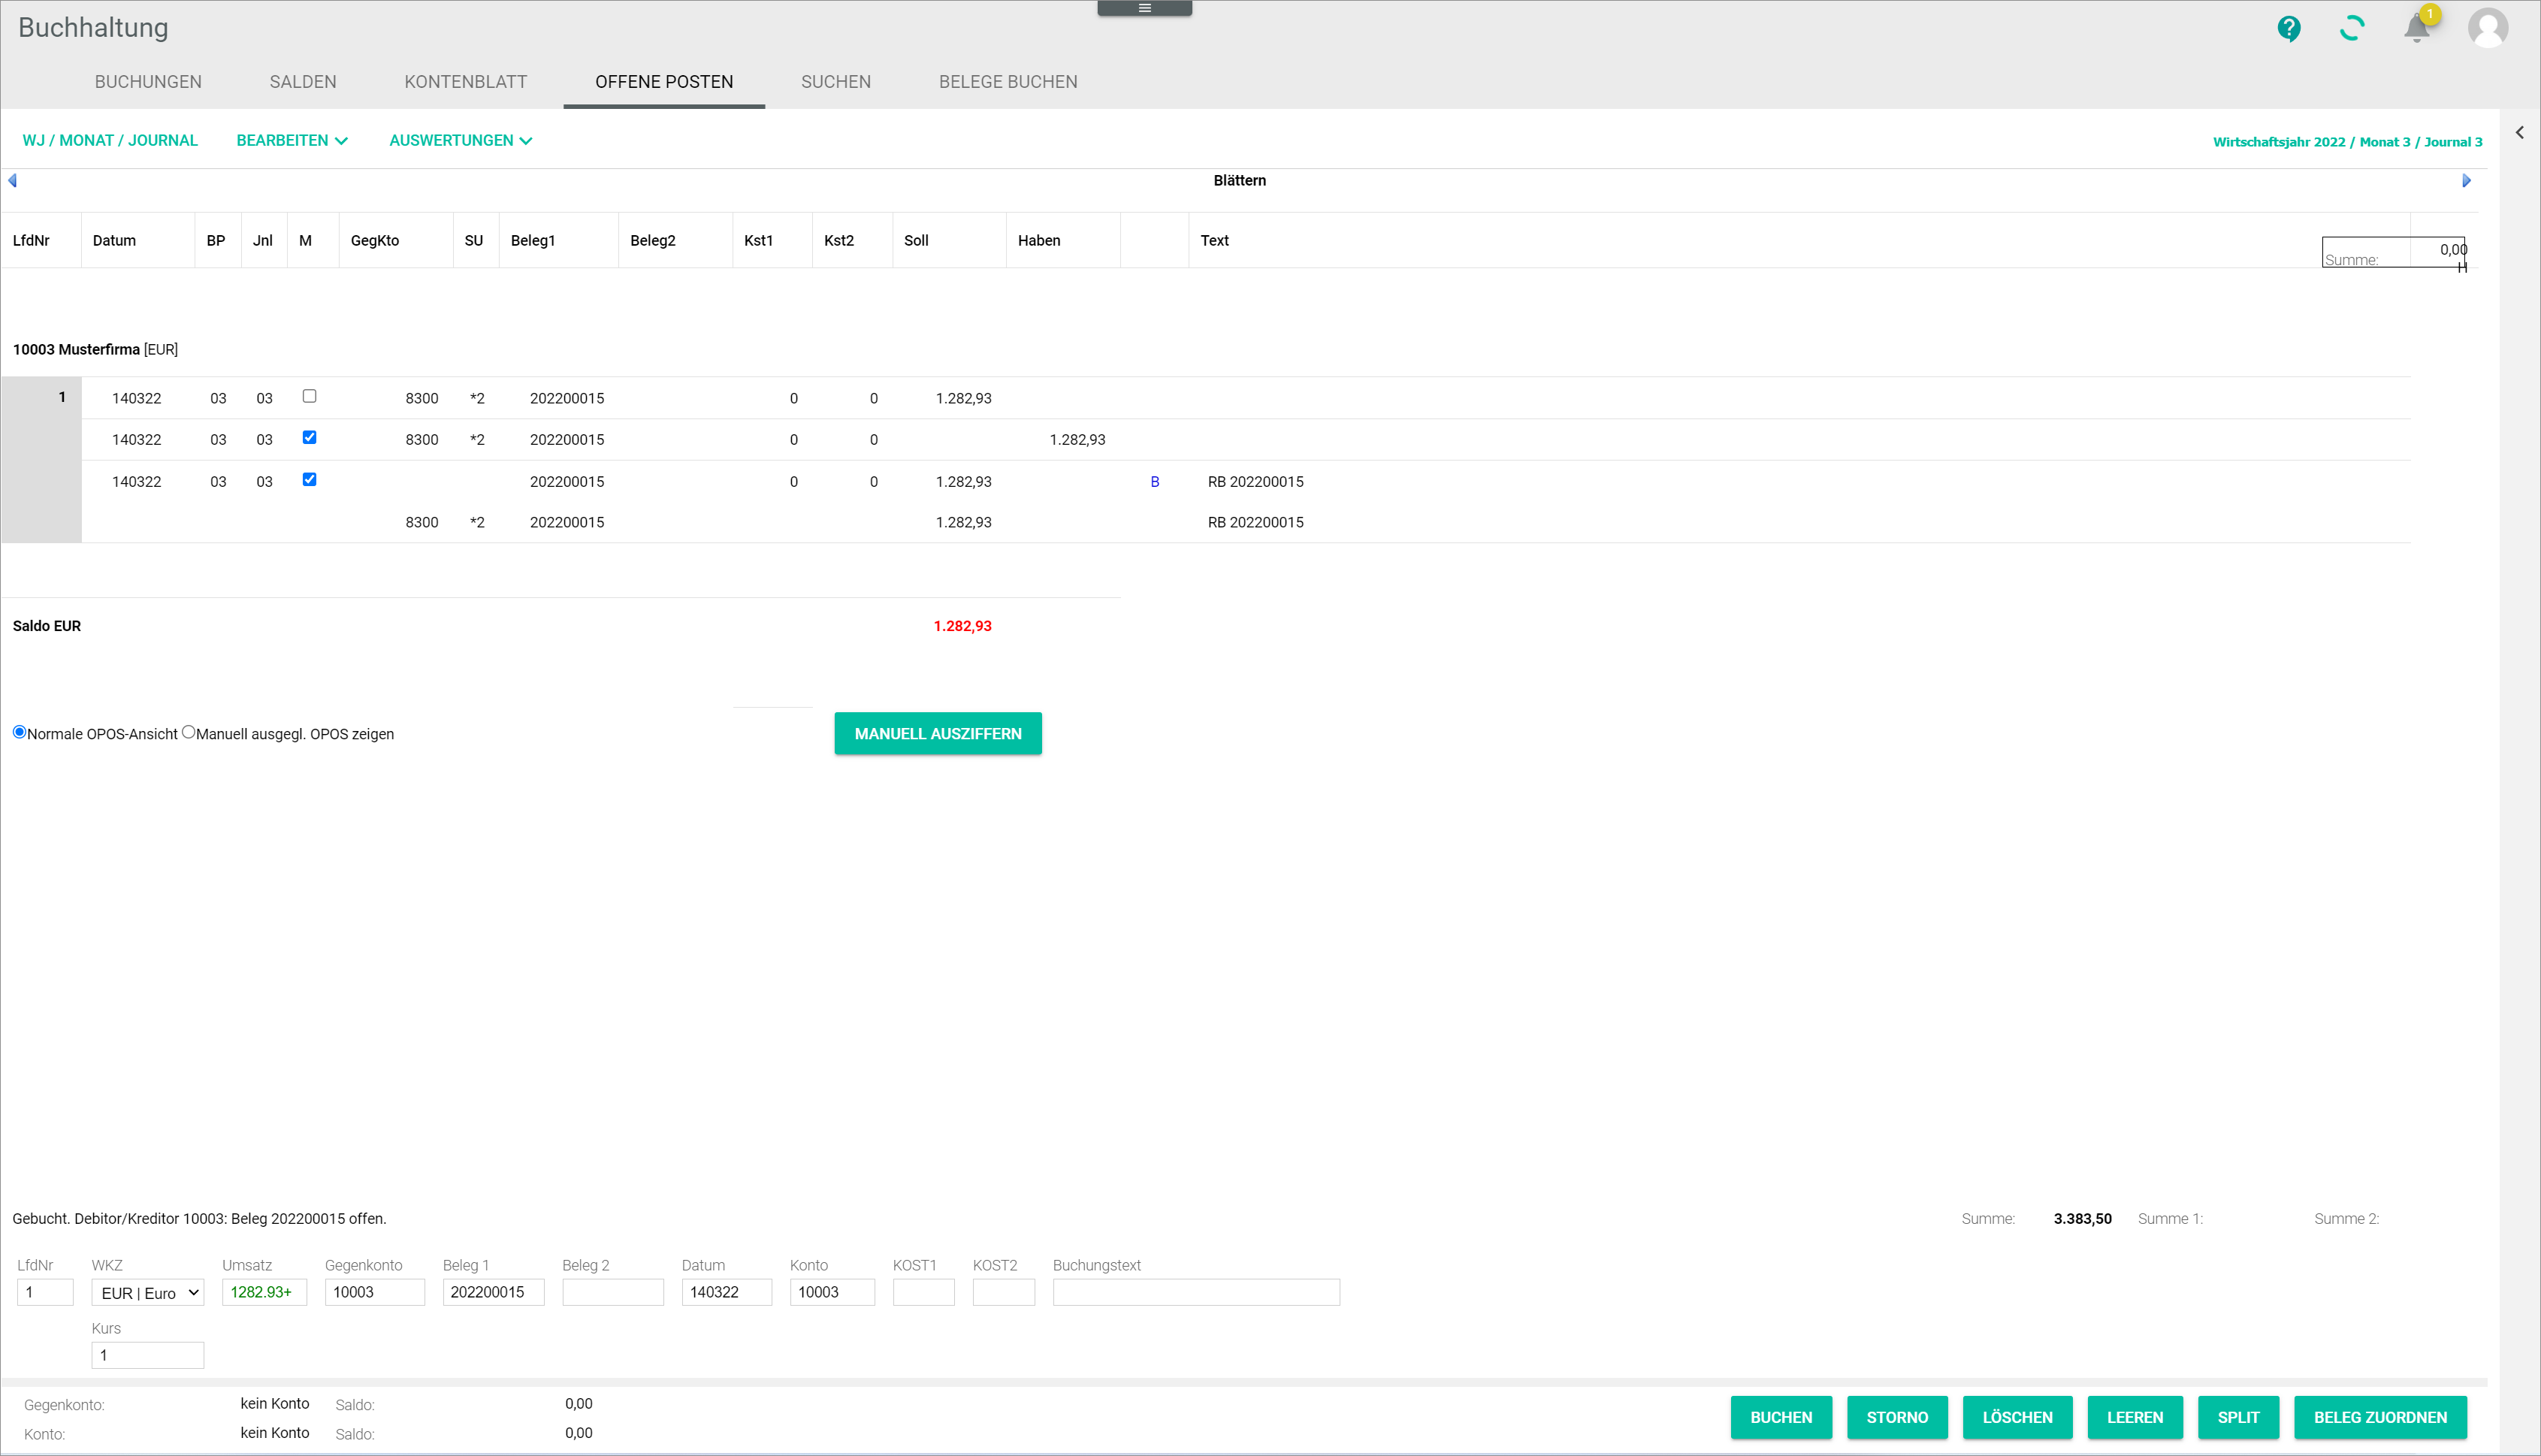 Buchhaltung
1
BUCHUNGEN SALDEN KONTENBLATT OFFENE POSTEN SUCHEN BELEGE BUCHEN
WJ / MONAT / JOURNAL BEARBEITEN AUSWERTUNGEN Wirtschaftsjahr 2022 / Monat 3 / Journal 3
Blättern
LfdNr Datum BP Jnl M GegKto SU Beleg1 Beleg2 Kst1 Kst2 Soll Haben Text
Summe: 0,00 H
10003 Musterfirma [EUR]
1 140322 03 03 8300 *2 202200015 0 0 1.282,93
140322 03 03 8300 *2 202200015 0 0 1.282,93
140322 03 03 202200015 0 0 1.282,93 B RB 202200015
8300 *2 202200015 1.282,93 RB 202200015
Saldo EUR 1.282,93
Normale OPOS-Ansicht Manuell ausgegl. OPOS zeigen MANUELL AUSZIFFERN
Gebucht. Debitor/Kreditor 10003: Beleg 202200015 offen. Summe: 3.383,50 Summe 1: Summe 2:
LfdNr WKZ Umsatz Gegenkonto Beleg 1 Beleg 2 Datum Konto KOST1 KOST2 Buchungstext
1 EUR | Euro 1282.93+ 10003 202200015 140322 10003
Kurs
1
Gegenkonto: kein Konto Saldo: 0,00
Konto: kein Konto Saldo: 0,00
BUCHEN STORNO LÖSCHEN LEEREN SPLIT BELEG ZUORDNEN